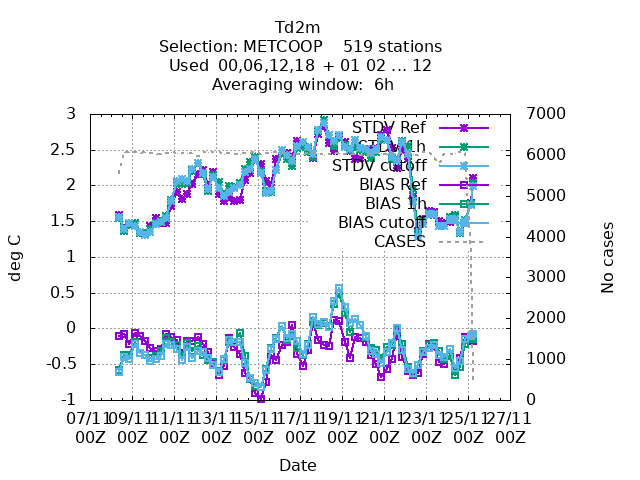 Td2m
Selection: METCOOP 519 stations
Used 00,06,12,18 + 01 02 ... 12
Averaging window: 6h
3
2.5
2
1.5
1
0.5
0
-0.5
-1
deg C
7000
6000
5000
4000
3000
2000
1000
0
No cases
STDV Ref
STDV 1h
STDV cutoff
BIAS Ref
BIAS 1h
BIAS cutoff
CASES
07/11 09/11 11/11 13/11 15/11 17/11 19/11 21/11 23/11 25/11 27/11
00Z 00Z 00Z 00Z 00Z 00Z 00Z 00Z 00Z 00Z 00Z
Date